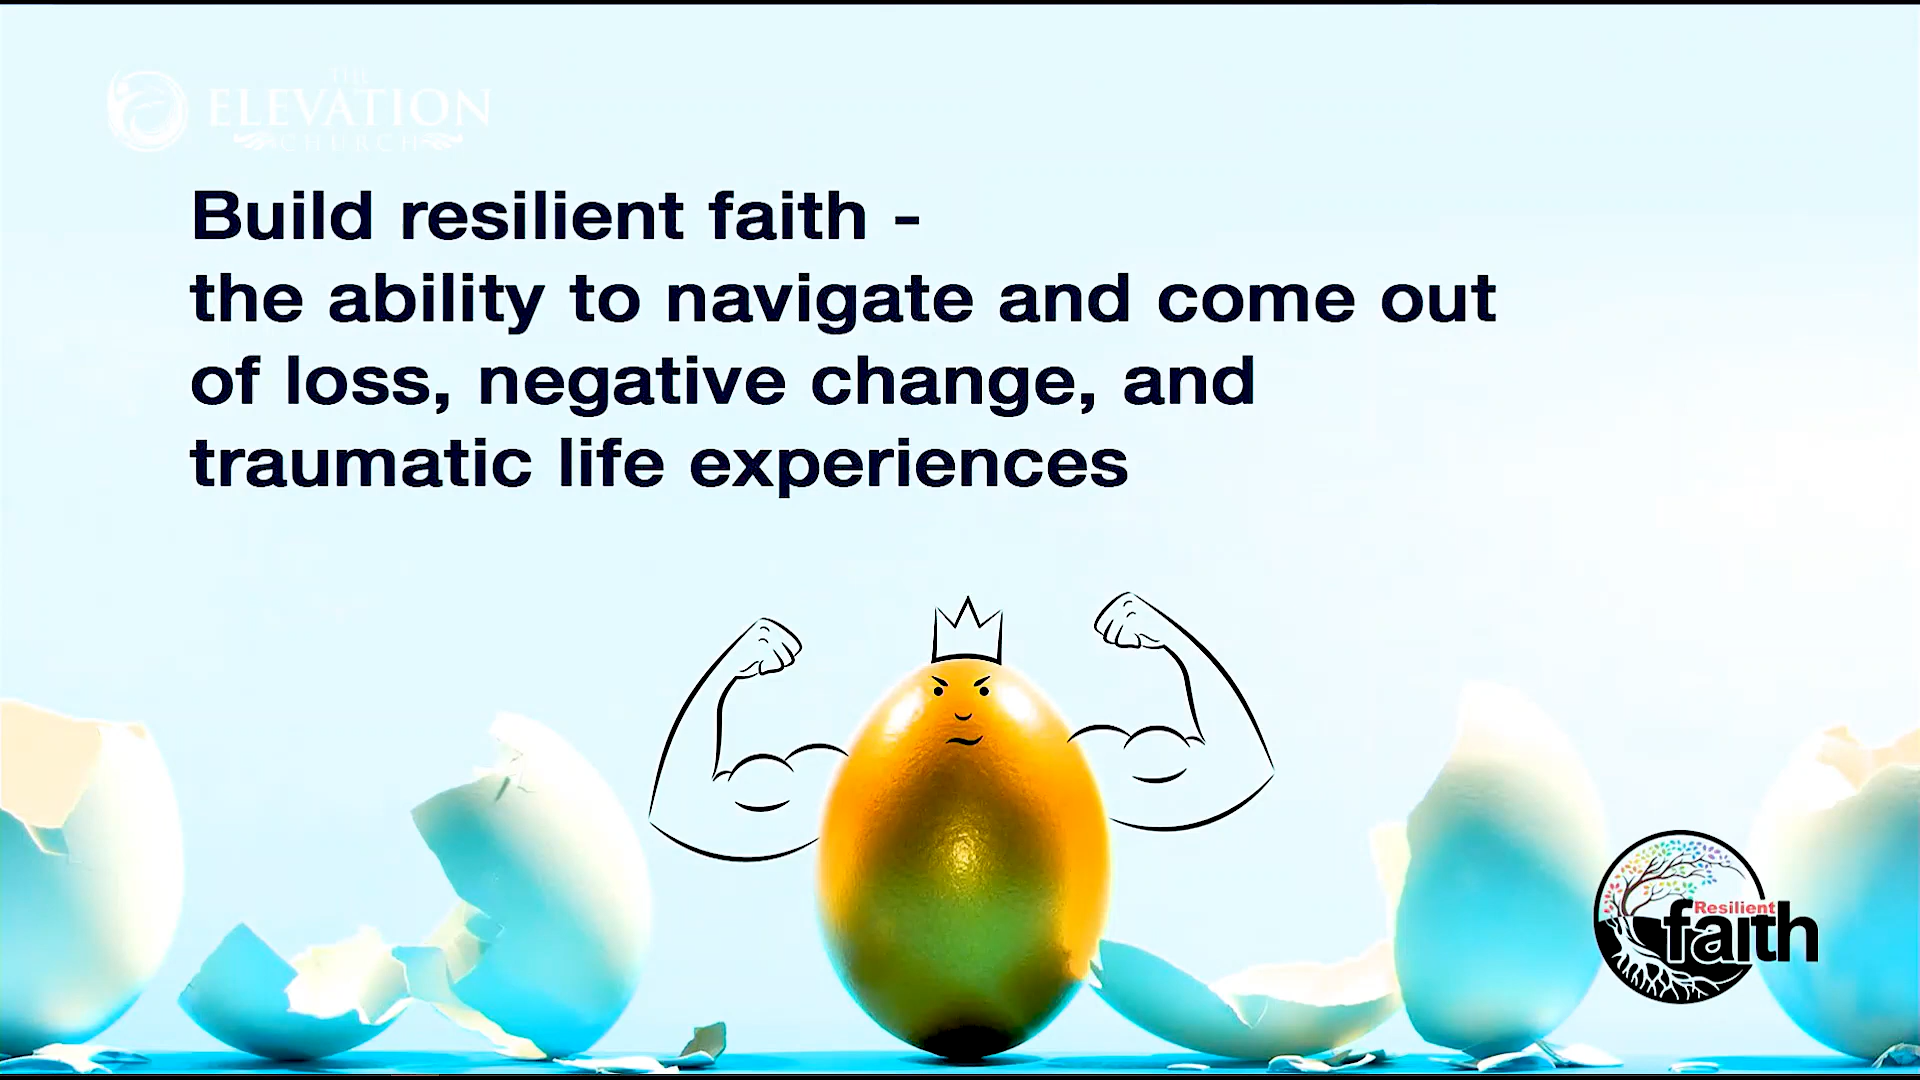 THE
ELEVATION
CHURCH
Build resilient faith -
the ability to navigate and come out
of loss, negative change, and
traumatic life experiences
Resilient
faith